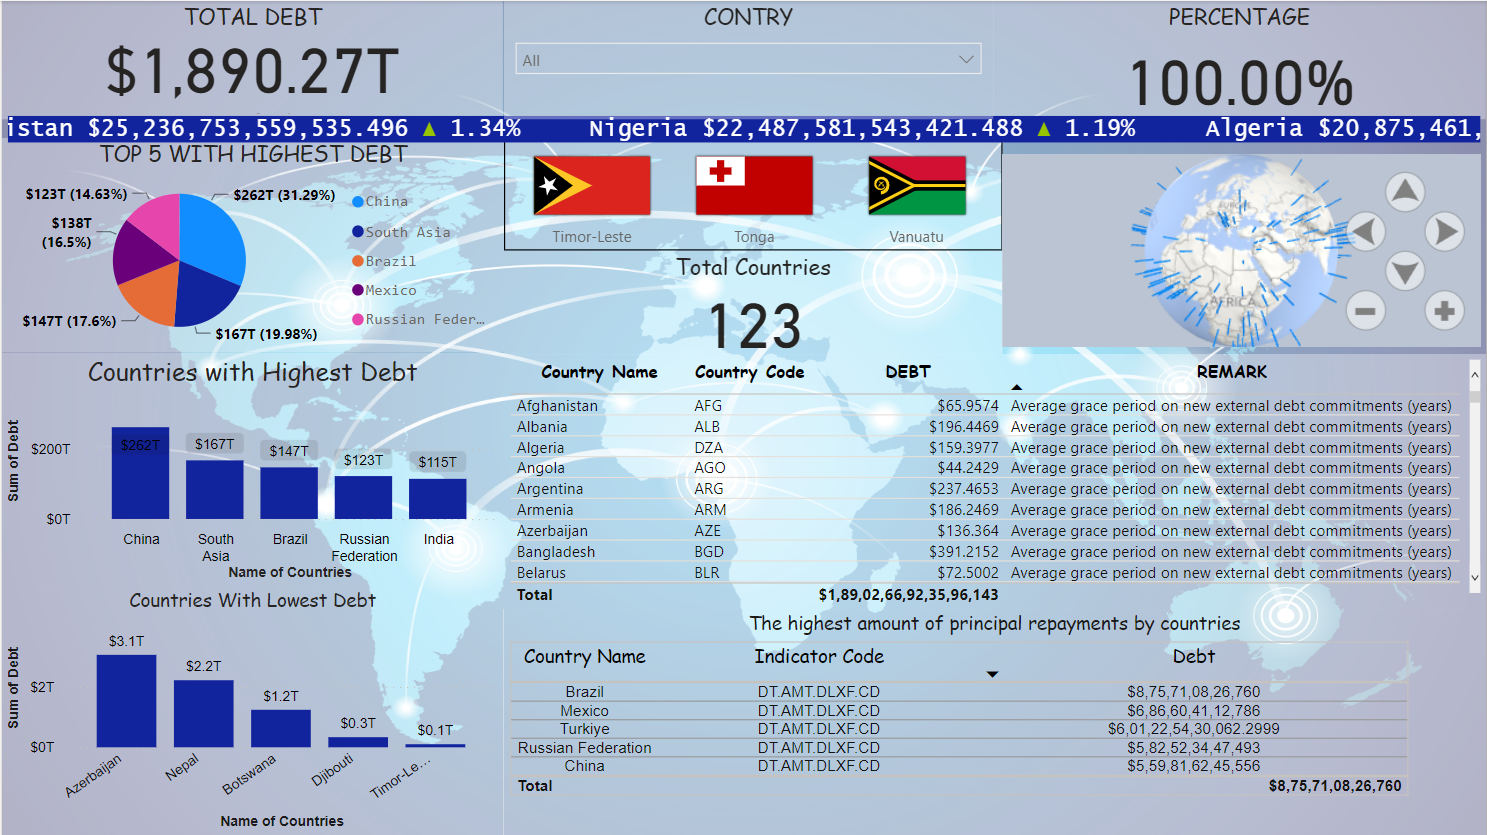 TOTAL DEBT
$1,890.27T
CONTRY
All
PERCENTAGE
100.00%
istan $25,236,753,559,535.496 ▲ 1.34% Nigeria $22,487,581,543,421.488 ▲ 1.19% Algeria $20,875,461,
TOP 5 WITH HIGHEST DEBT
$123T (14.63%)
$262T (31.29%)
$138T
(16.5%)
$147T (17.6%)
$167T (19.98%)
China
South Asia
Brazil
Mexico
Russian Feder...
Timor-Leste
Tonga
Vanuatu
EUROPE
AFRICA
Total Countries
123
Countries with Highest Debt
Sum of Debt
$200T
$0T
$262T
$167T
$147T
$123T
$115T
China
South
Asia
Brazil
Russian
Federation
India
Name of Countries
Countries With Lowest Debt
Sum of Debt
$2T
$0T
$3.1T
$2.2T
$1.2T
$0.3T
$0.1T
Azerbaijan
Nepal
Botswana
Djibouti
Timor-Le...
Name of Countries
Country Name Country Code DEBT REMARK
Afghanistan AFG $65.9574 Average grace period on new external debt commitments (years)
Albania ALB $196.4469 Average grace period on new external debt commitments (years)
Algeria DZA $159.3977 Average grace period on new external debt commitments (years)
Angola AGO $44.2429 Average grace period on new external debt commitments (years)
Argentina ARG $237.4653 Average grace period on new external debt commitments (years)
Armenia ARM $186.2469 Average grace period on new external debt commitments (years)
Azerbaijan AZE $136.364 Average grace period on new external debt commitments (years)
Bangladesh BGD $391.2152 Average grace period on new external debt commitments (years)
Belarus BLR $72.5002 Average grace period on new external debt commitments (years)
Total $1,89,02,66,92,35,96,143
The highest amount of principal repayments by countries
Country Name Indicator Code Debt
Brazil DT.AMT.DLXF.CD $8,75,71,08,26,760
Mexico DT.AMT.DLXF.CD $6,86,60,41,12,786
Turkiye DT.AMT.DLXF.CD $6,01,22,54,30,062.2999
Russian Federation DT.AMT.DLXF.CD $5,82,52,34,47,493
China DT.AMT.DLXF.CD $5,59,81,62,45,556
Total $8,75,71,08,26,760